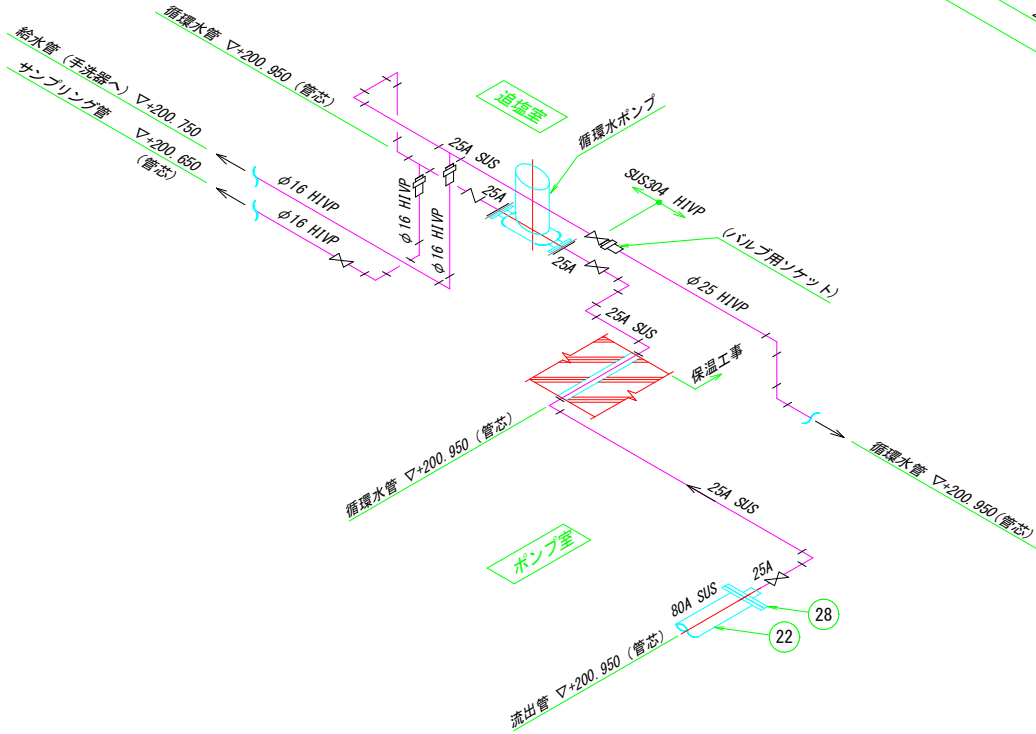 循環水管 ▽+200.950 (管芯)
給水管 (手洗器へ) ▽+200.750
サンプリング管 ▽+200.650
(管芯)
追塩室
循環水ポンプ
25A SUS
SUS304 HIVP
φ16 HIVP
φ16 HIVP
φ16 HIVP
φ16 HIVP
25A
25A
(バルブ用ソケット)
φ25 HIVP
25A SUS
保温工事
循環水管 ▽+200.950 (管芯)
循環水管 ▽+200.950(管芯)
25A SUS
ポンプ室
25A
80A SUS
28
22
流出管 ▽+200.950 (管芯)